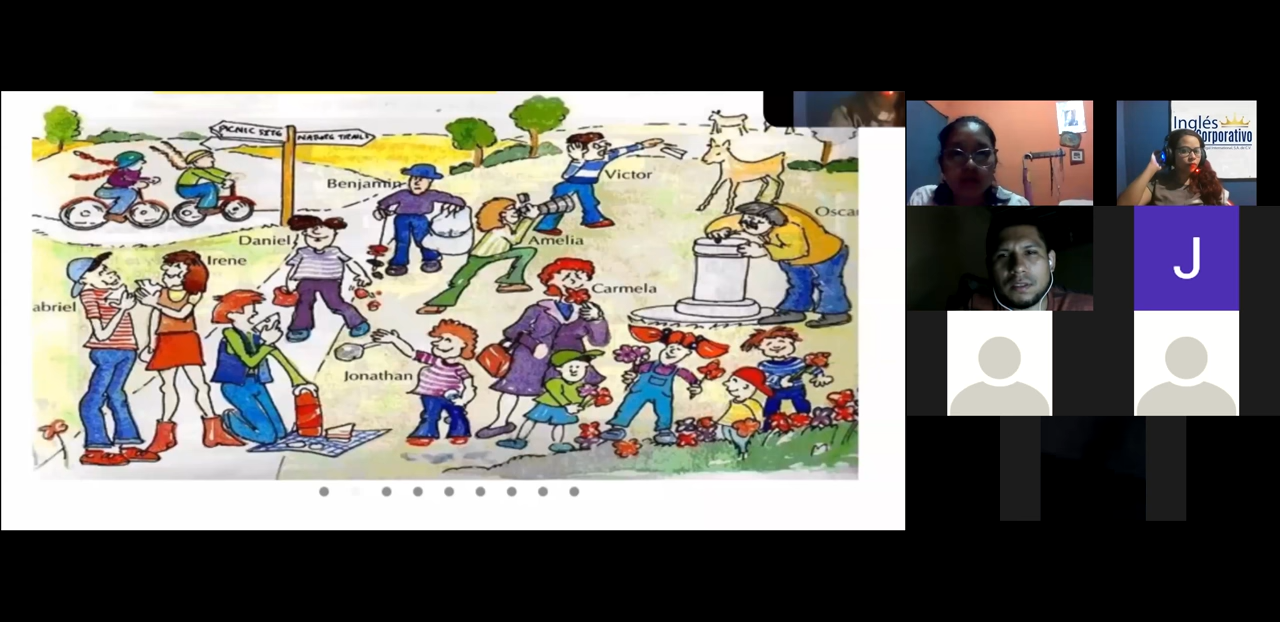 PICNIC SITE
NATURE TRAIL
Benjamin
Victor
Oscar
Daniel
Amelia
Irene
Carmela
abriel
Jonathan
J
Inglés
Corporativo